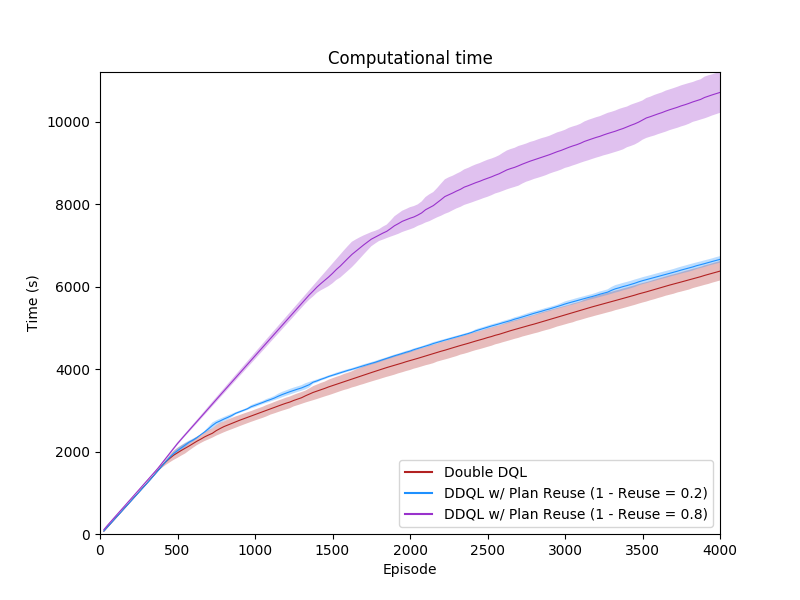 Computational time
Time (s)
10000
8000
6000
4000
2000
0
0 500 1000 1500 2000 2500 3000 3500 4000
Episode
Double DQL
DDQL w/ Plan Reuse (1 - Reuse = 0.2)
DDQL w/ Plan Reuse (1 - Reuse = 0.8)